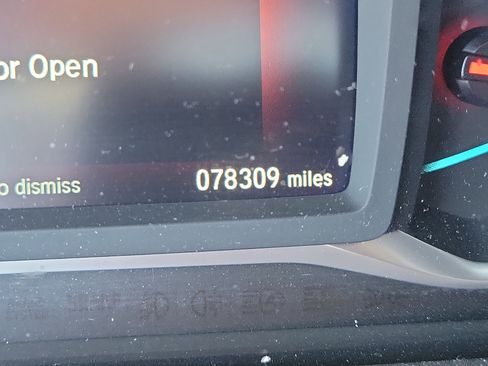 or Open
o dismiss
078309 miles